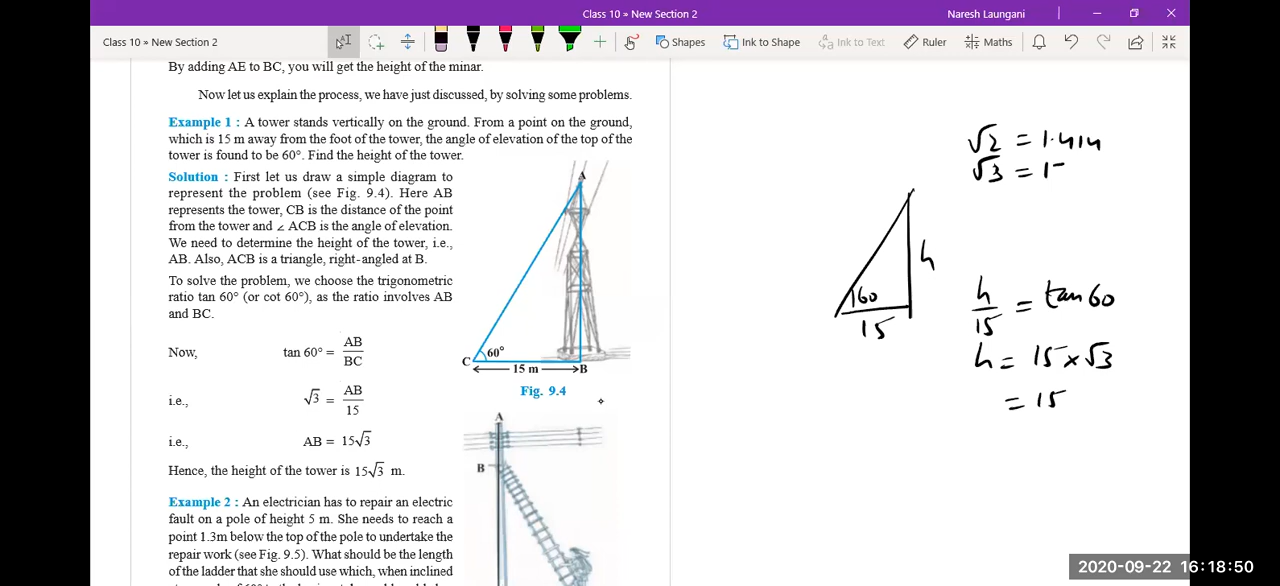 Class 10 » New Section 2
Naresh Laungani
Class 10 » New Section 2
Shapes
Ink to Shape
Ink to Text
Ruler
Maths
By adding AE to BC, you will get the height of the minar.
Now let us explain the process, we have just discussed, by solving some problems.
Example 1 : A tower stands vertically on the ground. From a point on the ground,
which is 15 m away from the foot of the tower, the angle of elevation of the top of the
tower is found to be 60°. Find the height of the tower.
Solution : First let us draw a simple diagram to
represent the problem (see Fig. 9.4). Here AB
represents the tower, CB is the distance of the point
from the tower and ∠ ACB is the angle of elevation.
We need to determine the height of the tower, i.e.,
AB. Also, ACB is a triangle, right-angled at B.
To solve the problem, we choose the trigonometric
ratio tan 60° (or cot 60°), as the ratio involves AB
and BC.
Now, tan 60° = AB/BC
i.e., √3 = AB/15
i.e., AB = 15√3
Hence, the height of the tower is 15√3 m.
Example 2 : An electrician has to repair an electric
fault on a pole of height 5 m. She needs to reach a
point 1.3m below the top of the pole to undertake the
repair work (see Fig. 9.5). What should be the length
of the ladder that she should use which, when inclined
A
60°
C
15 m
B
Fig. 9.4
A
B
√2 = 1.414
√3 = 1
h
60
15
h/15 = tan 60
h = 15 × √3
= 15
2020-09-22 16:18:50